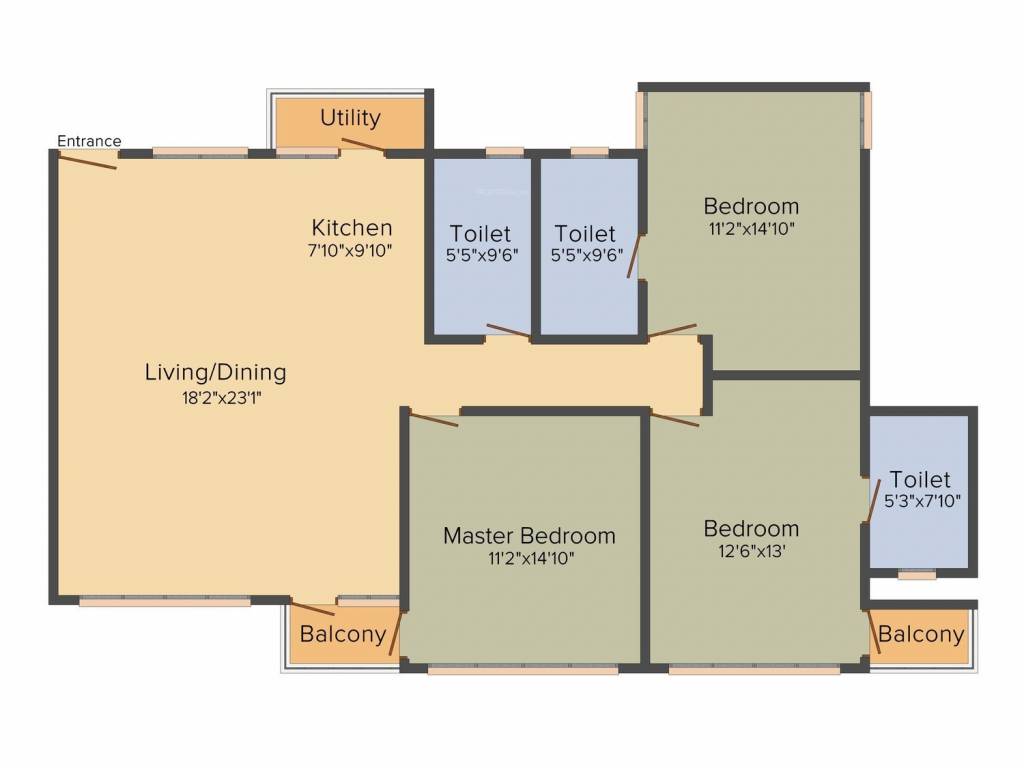 Utility
Entrance
Kitchen
7'10"x9'10"
Toilet
5'5"x9'6"
Toilet
5'5"x9'6"
Bedroom
11'2"x14'10"
Living/Dining
18'2"x23'1"
Master Bedroom
11'2"x14'10"
Bedroom
12'6"x13'
Toilet
5'3"x7'10"
Balcony
Balcony